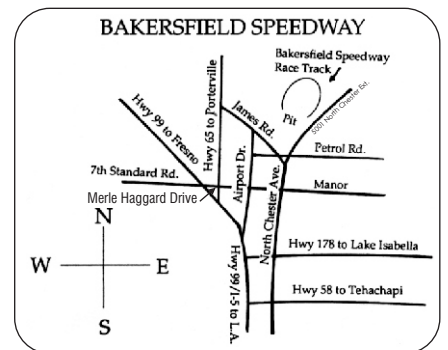 BAKERSFIELD SPEEDWAY
Bakersfield Speedway
Race Track
Pit
5001 North Chester Ext.
Hwy 99 to Fresno
Hwy 65 to Porterville
James Rd.
Airport Dr.
Petrol Rd.
7th Standard Rd.
Manor
Merle Haggard Drive
North Chester Ave.
N
W
E
S
Hwy 178 to Lake Isabella
Hwy 58 to Tehachapi
Hwy 99/1-5 to L.A.